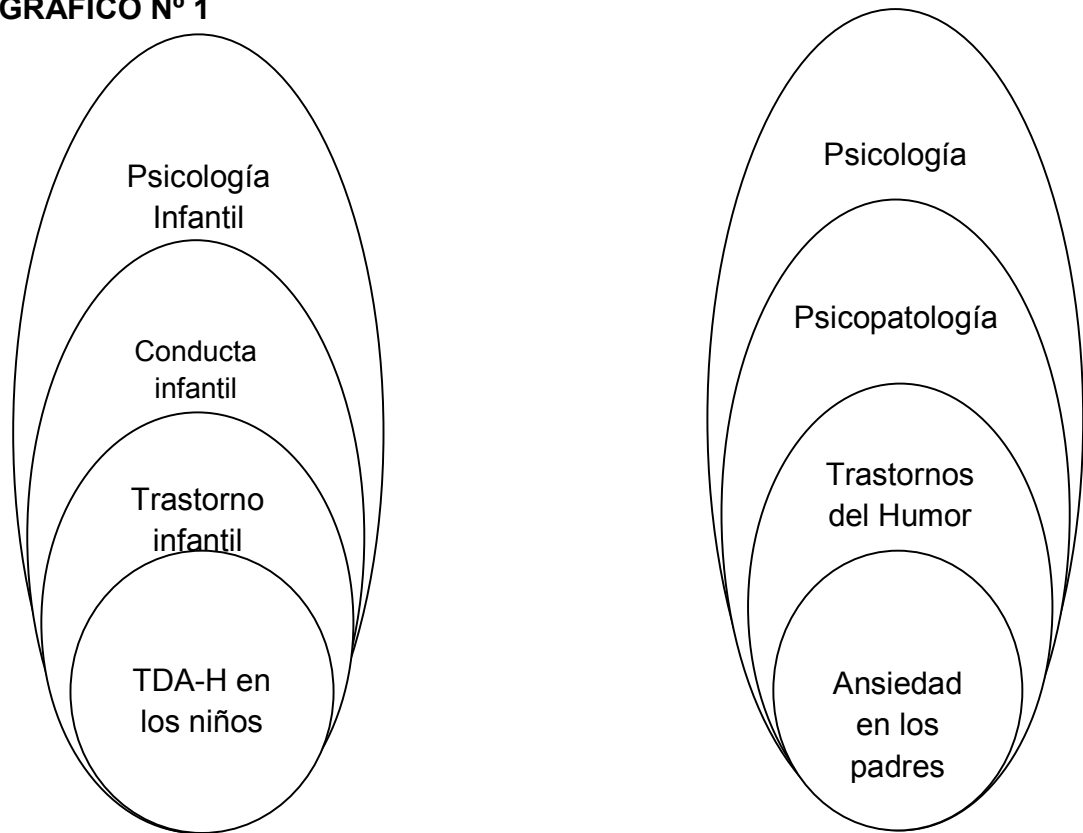 GRÁFICO Nº 1
Psicología
Infantil
Conducta
infantil
Trastorno
infantil
TDA-H en
los niños
Psicología
Psicopatología
Trastornos
del Humor
Ansiedad
en los
padres